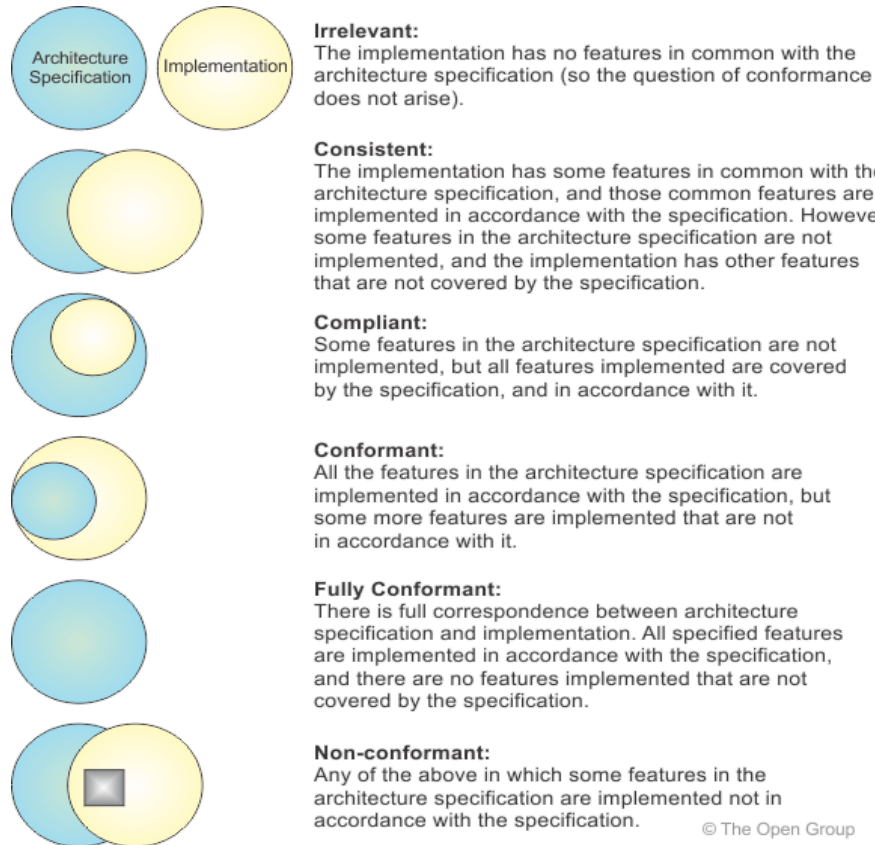 Architecture
Specification
Implementation
Irrelevant:
The implementation has no features in common with the
architecture specification (so the question of conformance
does not arise).
Consistent:
The implementation has some features in common with the
architecture specification, and those common features are
implemented in accordance with the specification. Howeve
some features in the architecture specification are not
implemented, and the implementation has other features
that are not covered by the specification.
Compliant:
Some features in the architecture specification are not
implemented, but all features implemented are covered
by the specification, and in accordance with it.
Conformant:
All the features in the architecture specification are
implemented in accordance with the specification, but
some more features are implemented that are not
in accordance with it.
Fully Conformant:
There is full correspondence between architecture
specification and implementation. All specified features
are implemented in accordance with the specification,
and there are no features implemented that are not
covered by the specification.
Non-conformant:
Any of the above in which some features in the
architecture specification are implemented not in
accordance with the specification.
© The Open Group